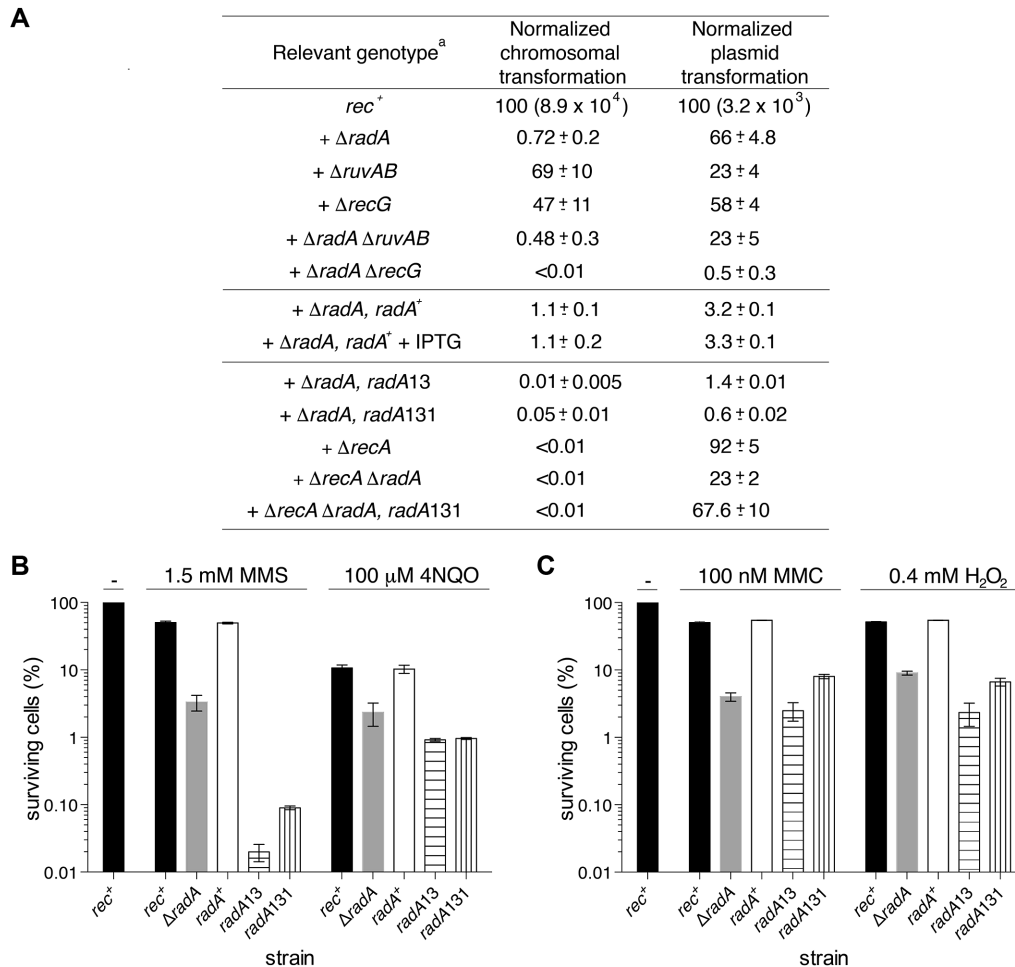 A
Relevant genotype^a Normalized chromosomal transformation Normalized plasmid transformation
rec⁺ 100 (8.9 x 10⁴) 100 (3.2 x 10³)
+ ΔradA 0.72 ± 0.2 66 ± 4.8
+ ΔruvAB 69 ± 10 23 ± 4
+ ΔrecG 47 ± 11 58 ± 4
+ ΔradA ΔruvAB 0.48 ± 0.3 23 ± 5
+ ΔradA ΔrecG <0.01 0.5 ± 0.3
+ ΔradA, radA⁺ 1.1 ± 0.1 3.2 ± 0.1
+ ΔradA, radA⁺ + IPTG 1.1 ± 0.2 3.3 ± 0.1
+ ΔradA, radA13 0.01 ± 0.005 1.4 ± 0.01
+ ΔradA, radA131 0.05 ± 0.01 0.6 ± 0.02
+ ΔrecA <0.01 92 ± 5
+ ΔrecA ΔradA <0.01 23 ± 2
+ ΔrecA ΔradA, radA131 <0.01 67.6 ± 10
B
- 1.5 mM MMS 100 μM 4NQO
surviving cells (%)
100
10
1
0.10
0.01
rec⁺ rec⁺ ΔradA radA⁺ radA13 radA131 rec⁺ ΔradA radA⁺ radA13 radA131
strain
C
- 100 nM MMC 0.4 mM H₂O₂
surviving cells (%)
100
10
1
0.10
0.01
rec⁺ rec⁺ ΔradA radA⁺ radA13 radA131 rec⁺ ΔradA radA⁺ radA13 radA131
strain